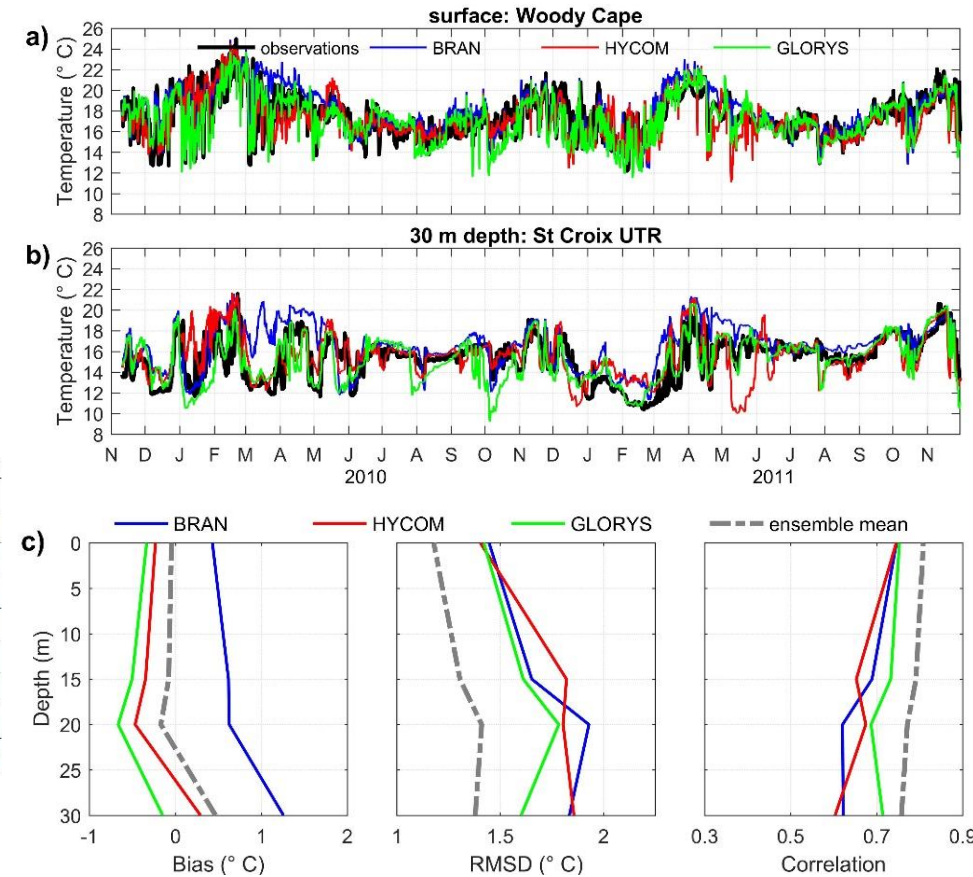 surface: Woody Cape
a)
26
24
22
20
18
16
14
12
10
8
Temperature (° C)
observations BRAN HYCOM GLORYS
30 m depth: St Croix UTR
b)
26
24
22
20
18
16
14
12
10
8
Temperature (° C)
N D J F M A M J J A S O N D J F M A M J J A S O N
2010 2011
BRAN HYCOM GLORYS ensemble mean
c)
0
5
10
15
20
25
30
Depth (m)
-1 0 1 2
Bias (° C)
1 1.5 2
RMSD (° C)
0.3 0.5 0.7 0.9
Correlation